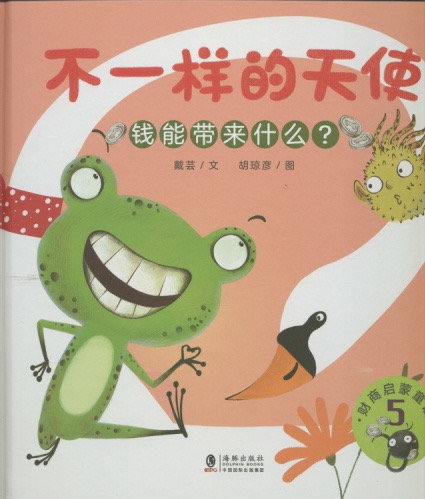 不一样的天使
钱能带来什么?
戴芸/文 胡琼彦/图
财商启蒙童
5
海豚出版社
DOLPHIN BOOKS
中国国际出版集团